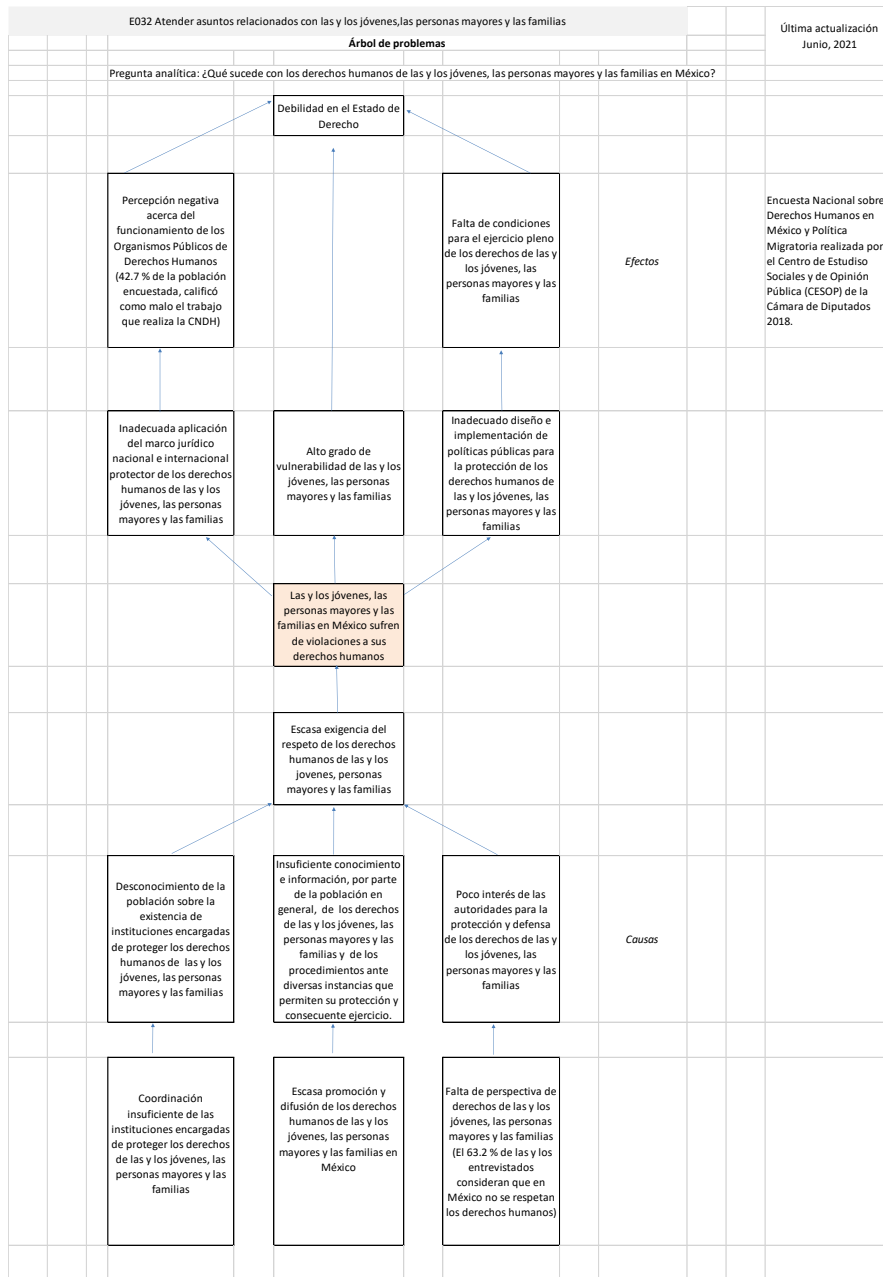 E032 Atender asuntos relacionados con las y los jóvenes,las personas mayores y las familias
Última actualización
Junio, 2021
Árbol de problemas
Pregunta analítica: ¿Qué sucede con los derechos humanos de las y los jóvenes, las personas mayores y las familias en México?
Debilidad en el Estado de
Derecho
Percepción negativa
acerca del
funcionamiento de los
Organismos Públicos de
Derechos Humanos
(42.7 % de la población
encuestada, calificó
como malo el trabajo
que realiza la CNDH)
Falta de condiciones
para el ejercicio pleno
de los derechos de las y
los jóvenes, las
personas mayores y las
familias
Efectos
Encuesta Nacional sobre
Derechos Humanos en
México y Política
Migratoria realizada por
el Centro de Estudiso
Sociales y de Opinión
Pública (CESOP) de la
Cámara de Diputados
2018.
Inadecuada aplicación
del marco jurídico
nacional e internacional
protector de los derechos
humanos de las y los
jóvenes, las personas
mayores y las familias
Alto grado de
vulnerabilidad de las y los
jóvenes, las personas
mayores y las familias
Inadecuado diseño e
implementación de
políticas públicas para
la protección de los
derechos humanos de
las y los jóvenes, las
personas mayores y las
familias
Las y los jóvenes, las
personas mayores y las
familias en México sufren
de violaciones a sus
derechos humanos
Escasa exigencia del
respeto de los derechos
humanos de las y los
jovenes, personas
mayores y las familias
Desconocimiento de la
población sobre la
existencia de
instituciones encargadas
de proteger los derechos
humanos de las y los
jóvenes, las personas
mayores y las familias
Insuficiente conocimiento
e información, por parte
de la población en
general, de los derechos
de las y los jóvenes, las
personas mayores y las
familias y de los
procedimientos ante
diversas instancias que
permiten su protección y
consecuente ejercicio.
Poco interés de las
autoridades para la
protección y defensa
de los derechos de las y
los jóvenes, las
personas mayores y las
familias
Causas
Coordinación
insuficiente de las
instituciones encargadas
de proteger los derechos
de las y los jóvenes, las
personas mayores y las
familias
Escasa promoción y
difusión de los derechos
humanos de las y los
jóvenes, las personas
mayores y las familias en
México
Falta de perspectiva de
derechos de las y los
jóvenes, las personas
mayores y las familias
(El 63.2 % de las y los
entrevistados
consideran que en
México no se respetan
los derechos humanos)